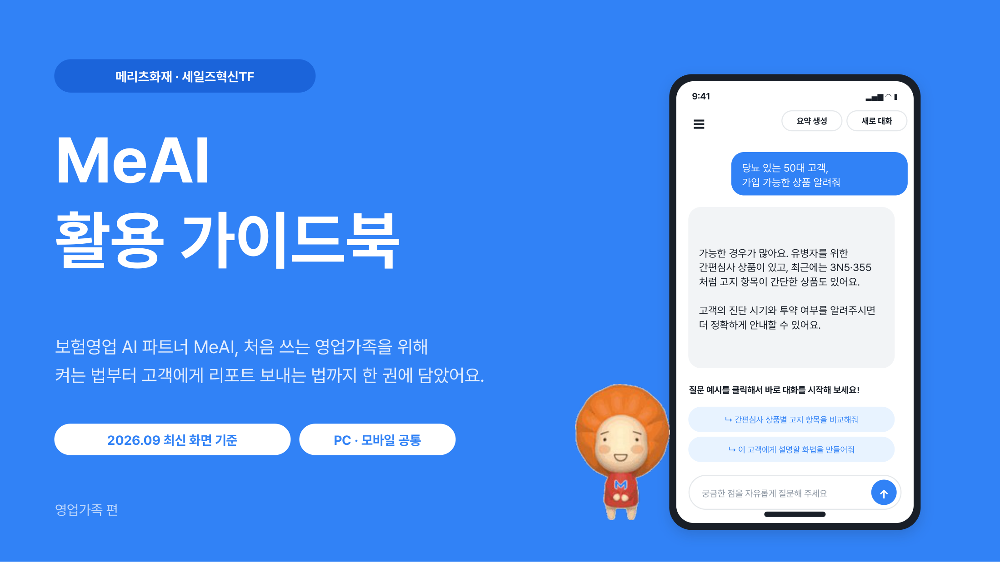 메리츠화재 · 세일즈혁신TF
MeAI
활용 가이드북
보험영업 AI 파트너 MeAI, 처음 쓰는 영업가족을 위해
켜는 법부터 고객에게 리포트 보내는 법까지 한 권에 담았어요.
2026.09 최신 화면 기준
PC · 모바일 공통
영업가족 편
9:41
요약 생성
새로 대화
당뇨 있는 50대 고객,
가입 가능한 상품 알려줘
가능한 경우가 많아요. 유병자를 위한
간편심사 상품이 있고, 최근에는 3N5·355
처럼 고지 항목이 간단한 상품도 있어요.
고객의 진단 시기와 투약 여부를 알려주시면
더 정확하게 안내할 수 있어요.
질문 예시를 클릭해서 바로 대화를 시작해 보세요!
↳ 간편심사 상품별 고지 항목을 비교해줘
↳ 이 고객에게 설명할 화법을 만들어줘
궁금한 점을 자유롭게 질문해 주세요
M